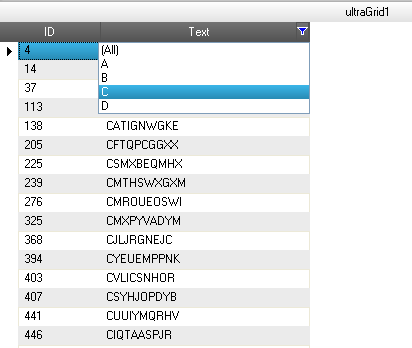 ultraGrid1
ID Text
4 (All)
14 A
B
37 C
113 D
138 CATIGNWGKE
205 CFTQPCGGXX
225 CSMXBEQMHX
239 CMTHSWXGXM
276 CMROUEOSWI
325 CMXPYVADYM
368 CJLJRGNEJC
394 CYEUEMPPNK
403 CVLICSNHOR
407 CSYHJOPDYB
441 CUUIYMQRHV
446 CIQTAASPJR